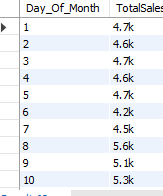 Day_Of_Month TotalSales
1 4.7k
2 4.6k
3 4.7k
4 4.6k
5 4.7k
6 4.2k
7 4.5k
8 5.6k
9 5.1k
10 5.3k